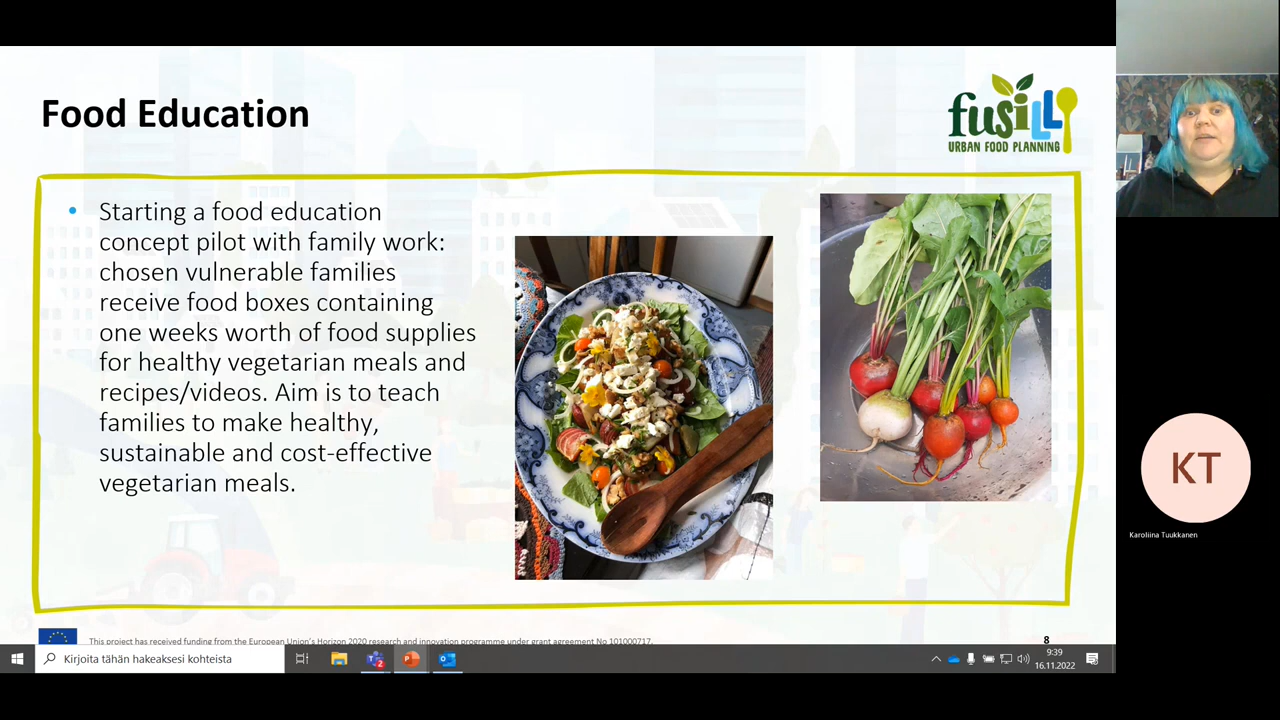 Food Education
fusilli
URBAN FOOD PLANNING
• Starting a food education
concept pilot with family work:
chosen vulnerable families
receive food boxes containing
one weeks worth of food supplies
for healthy vegetarian meals and
recipes/videos. Aim is to teach
families to make healthy,
sustainable and cost-effective
vegetarian meals.
KT
Karoliina Tuukkanen
This project has received funding from the European Union's Horizon 2020 research and innovation programme under grant agreement No 101000717.
8
Kirjoita tähän hakeaksesi kohteista
2
9:39
16.11.2022